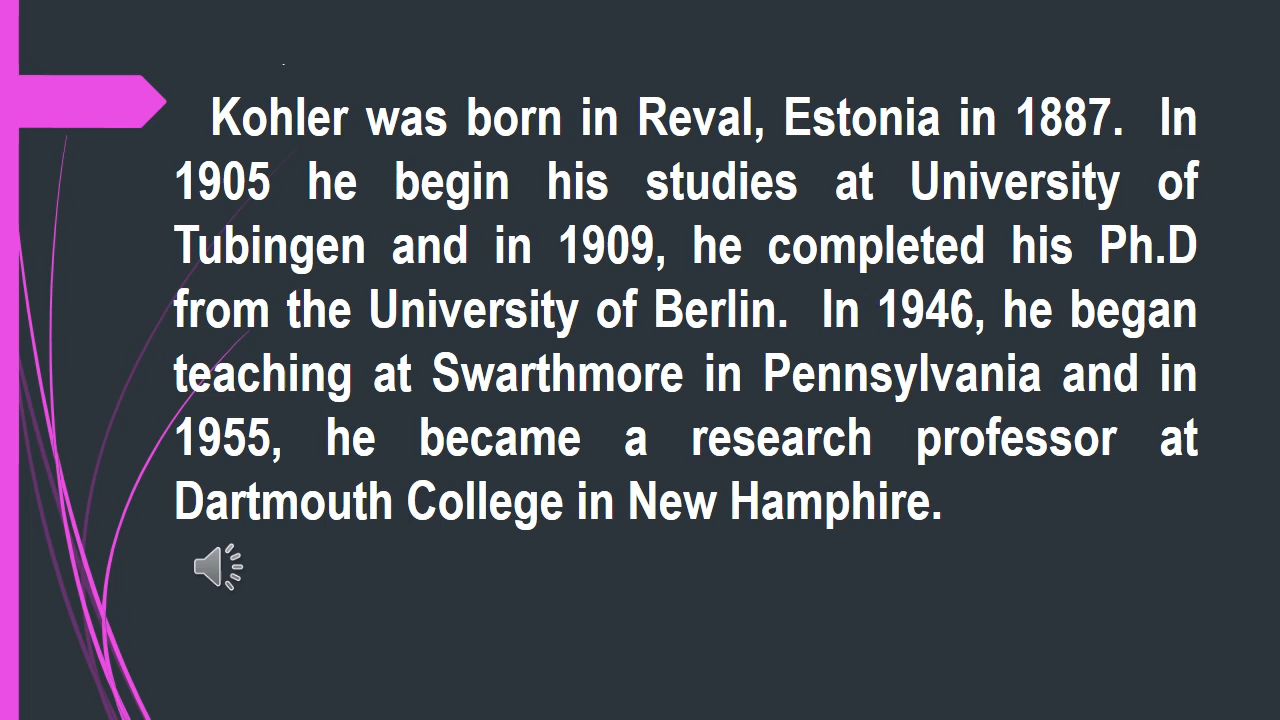 Kohler was born in Reval, Estonia in 1887. In
1905 he begin his studies at University of
Tubingen and in 1909, he completed his Ph.D
from the University of Berlin. In 1946, he began
teaching at Swarthmore in Pennsylvania and in
1955, he became a research professor at
Dartmouth College in New Hamphire.